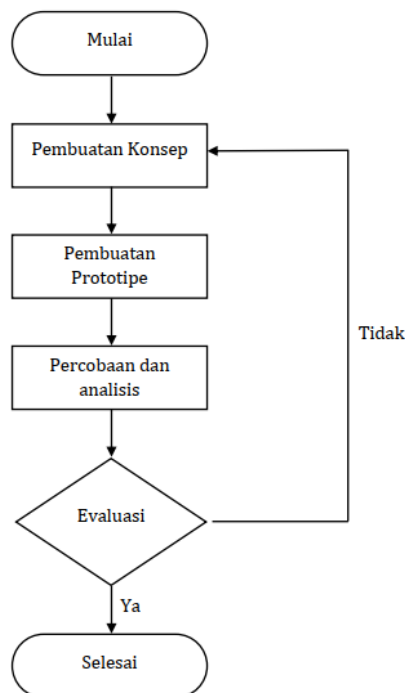 Mulai
Pembuatan Konsep
Pembuatan
Prototipe
Tidak
Percobaan dan
analisis
Evaluasi
Ya
Selesai